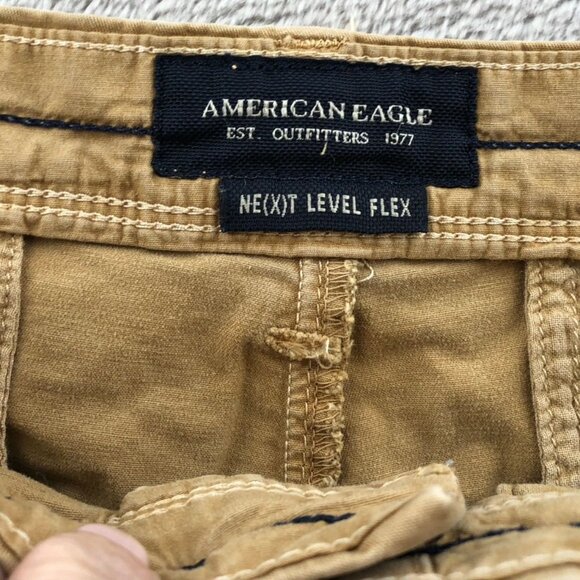 AMERICAN EAGLE
EST. OUTFITTERS 1977
NE(X)T LEVEL FLEX